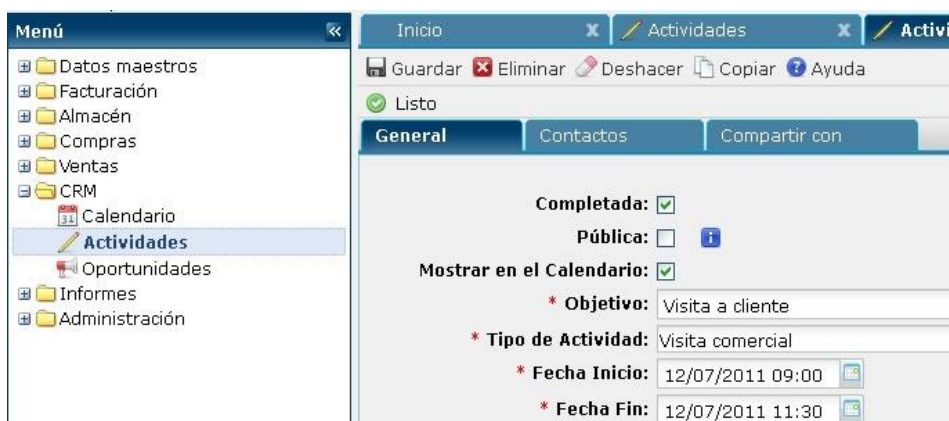 Menú
Datos maestros
Facturación
Almacén
Compras
Ventas
CRM
31 Calendario
Actividades
Oportunidades
Informes
Administración
Inicio Actividades Activi
Guardar Eliminar Deshacer Copiar Ayuda
Listo
General Contactos Compartir con
Completada:
Pública:
Mostrar en el Calendario:
* Objetivo: Visita a cliente
* Tipo de Actividad: Visita comercial
* Fecha Inicio: 12/07/2011 09:00
* Fecha Fin: 12/07/2011 11:30